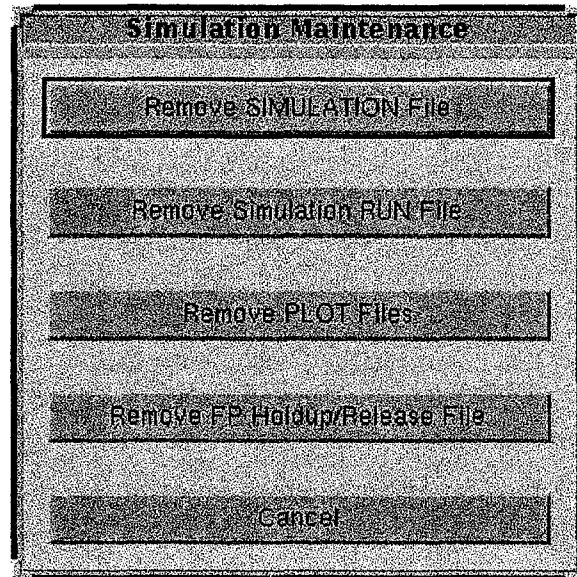 Simulation Maintenance
Remove SIMULATION File
Remove Simulation RUN File
Remove PLOT Files
Remove FP Holdup/Release File
Cancel